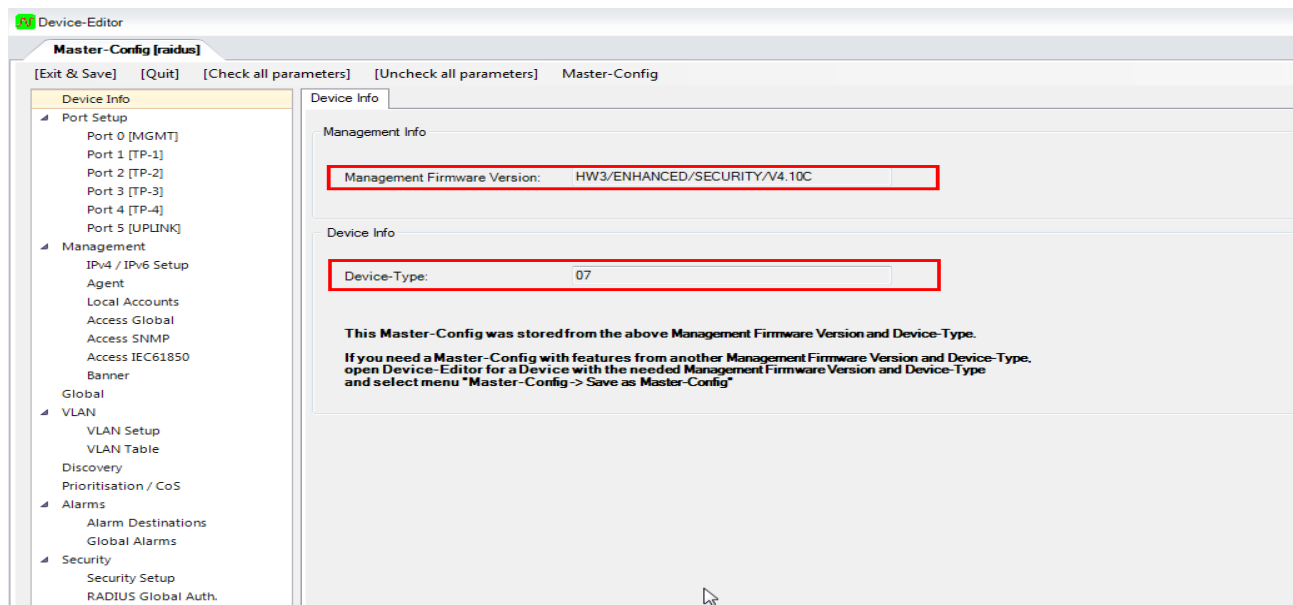 Device-Editor
Master-Config [raidus]
[Exit & Save] [Quit] [Check all parameters] [Uncheck all parameters] Master-Config
Device Info
Port Setup
Port 0 [MGMT]
Port 1 [TP-1]
Port 2 [TP-2]
Port 3 [TP-3]
Port 4 [TP-4]
Port 5 [UPLINK]
Management
IPv4 / IPv6 Setup
Agent
Local Accounts
Access Global
Access SNMP
Access IEC61850
Banner
Global
VLAN
VLAN Setup
VLAN Table
Discovery
Prioritisation / CoS
Alarms
Alarm Destinations
Global Alarms
Security
Security Setup
RADIUS Global Auth.
Device Info
Management Info
Management Firmware Version: HW3/ENHANCED/SECURITY/V4.10C
Device Info
Device-Type: 07
This Master-Config was stored from the above Management Firmware Version and Device-Type.
If you need a Master-Config with features from another Management Firmware Version and Device-Type,
open Device-Editor for a Device with the needed Management Firmware Version and Device-Type
and select menu "Master-Config -> Save as Master-Config"